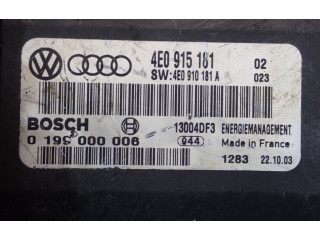 4E0 915 181 02
SW:4E0 910 181 A 023
BOSCH 13004DF3 ENERGIEMANAGEMENT
0 199 000 006 044 Made in France
1283 22.10.03